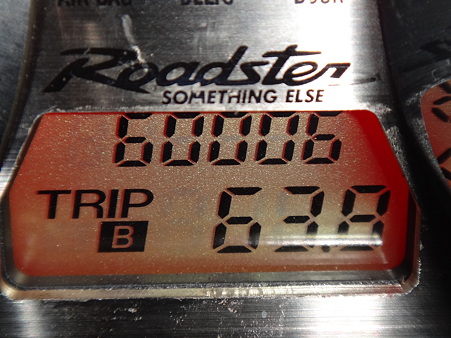 Roadster
SOMETHING ELSE
60006
TRIP
B 63.8